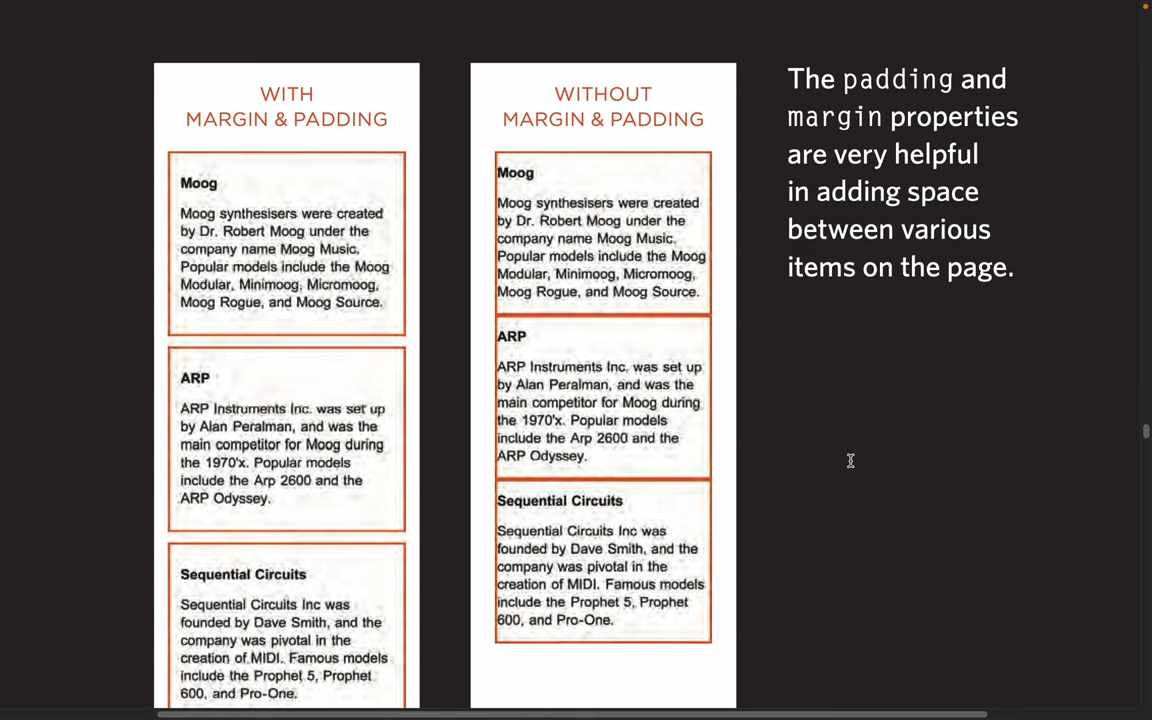 WITH
MARGIN & PADDING
Moog
Moog synthesisers were created
by Dr. Robert Moog under the
company name Moog Music.
Popular models include the Moog
Modular, Minimoog, Micromoog,
Moog Rogue, and Moog Source.
ARP
ARP Instruments Inc. was set up
by Alan Peralman, and was the
main competitor for Moog during
the 1970'x. Popular models
include the Arp 2600 and the
ARP Odyssey.
Sequential Circuits
Sequential Circuits Inc was
founded by Dave Smith, and the
company was pivotal in the
creation of MIDI. Famous models
include the Prophet 5, Prophet
600, and Pro-One.
WITHOUT
MARGIN & PADDING
Moog
Moog synthesisers were created
by Dr. Robert Moog under the
company name Moog Music.
Popular models include the Moog
Modular, Minimoog, Micromoog,
Moog Rogue, and Moog Source.
ARP
ARP Instruments Inc. was set up
by Alan Peralman, and was the
main competitor for Moog during
the 1970'x. Popular models
include the Arp 2600 and the
ARP Odyssey.
Sequential Circuits
Sequential Circuits Inc was
founded by Dave Smith, and the
company was pivotal in the
creation of MIDI. Famous models
include the Prophet 5, Prophet
600, and Pro-One.
The padding and
margin properties
are very helpful
in adding space
between various
items on the page.